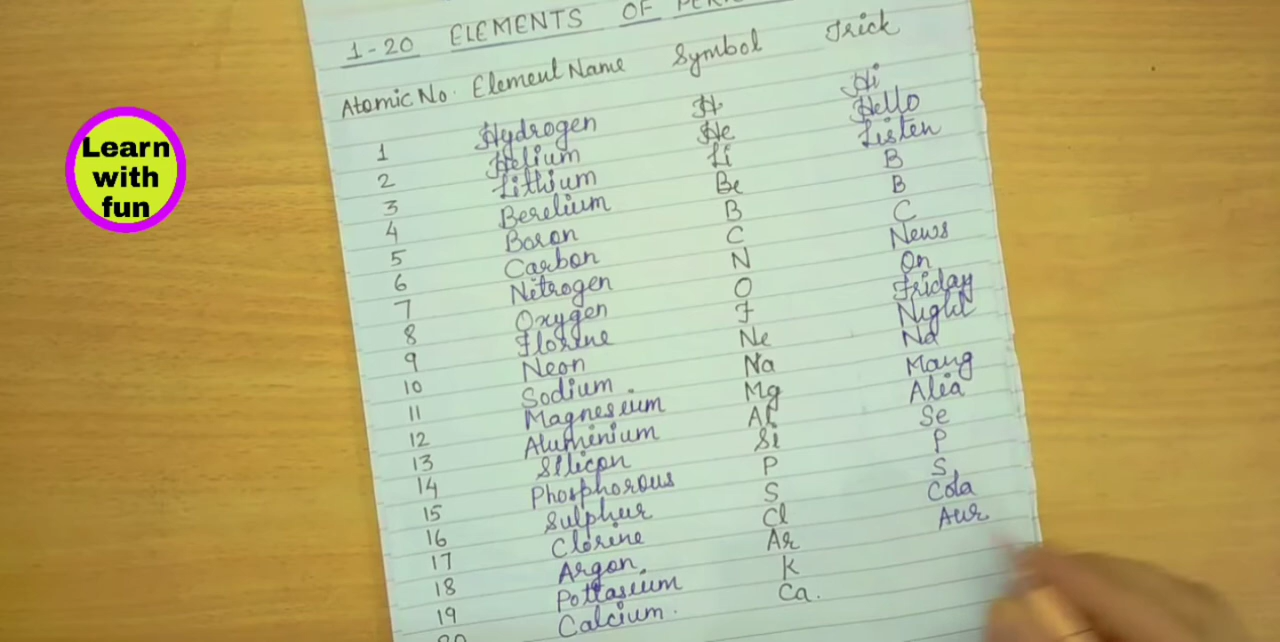 1-20 ELEMENTS OF
Atomic No. Element Name Symbol Trick
1 Hydrogen H Hi
2 Helium He Hello
3 Lithium Li Listen
4 Berelium Be B
5 Boron B B
6 Carbon C C
7 Nitrogen N News
8 Oxygen O On
9 Florine F Friday
10 Neon Ne Night
11 Sodium Na Na
12 Magnesium Mg Mang
13 Aluminium Al Alia
14 Silicon Si Se
15 Phosphorous P P
16 Sulphur S S
17 Clorine Cl Cola
18 Argon Ar Aur
19 Pottasium K
20 Calcium Ca.
Learn
with
fun